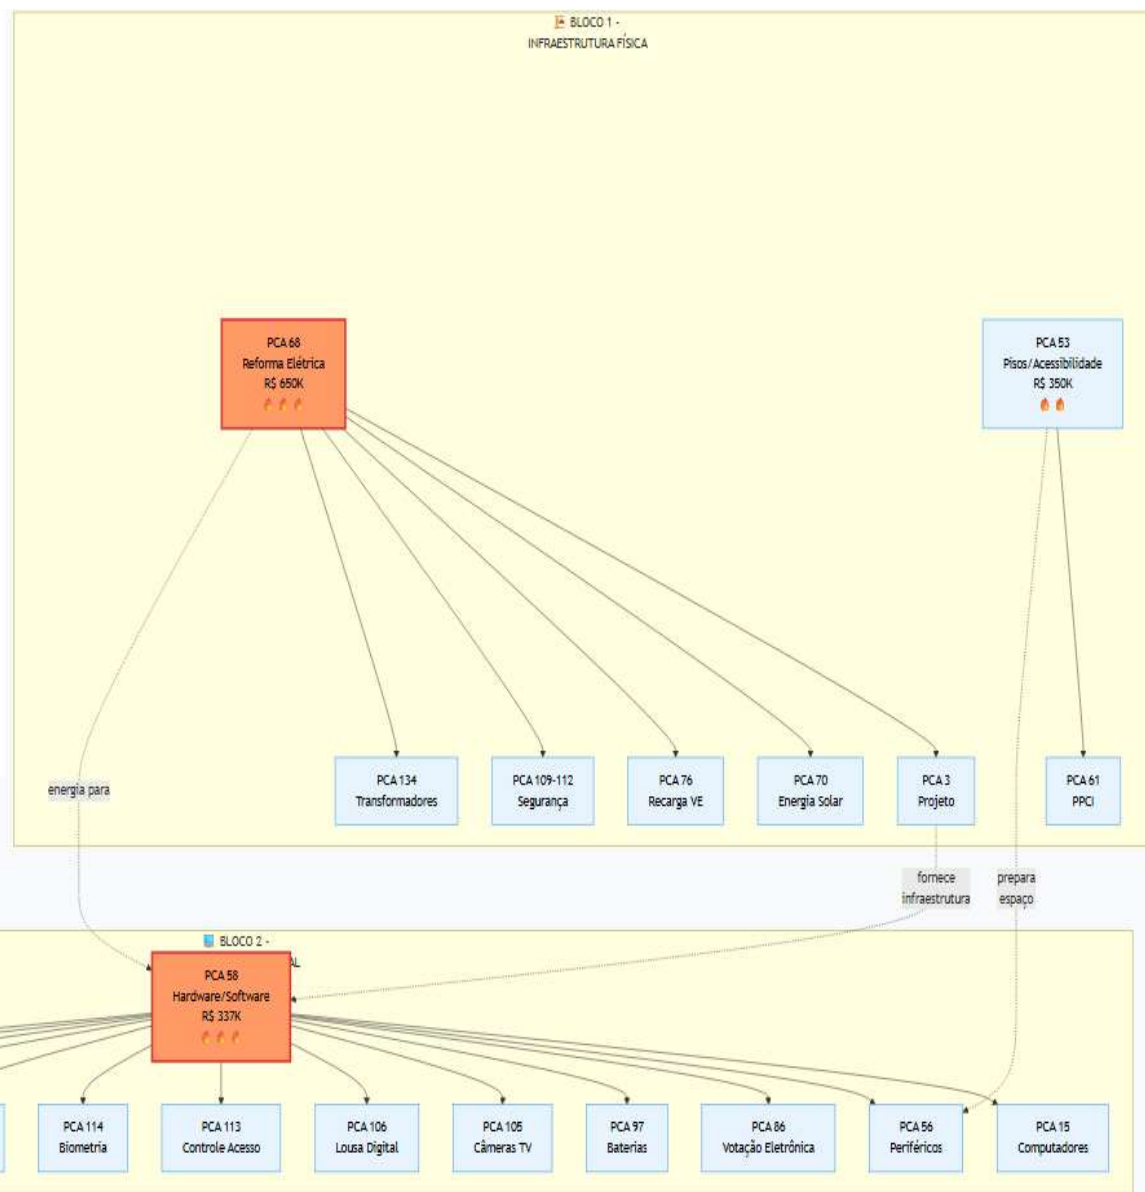 BLOCO 1 -
INFRAESTRUTURA FÍSICA
PCA 68
Reforma Elétrica
R$ 650K
PCA 53
Pisos/Acessibilidade
R$ 350K
PCA 134
Transformadores
PCA 109-112
Segurança
PCA 76
Recarga VE
PCA 70
Energia Solar
PCA 3
Projeto
PCA 61
PPCI
energia para
fornece
infraestrutura
prepara
espaço
BLOCO 2 -
AL
PCA 58
Hardware/Software
R$ 337K
PCA 114
Biometria
PCA 113
Controle Acesso
PCA 106
Lousa Digital
PCA 105
Câmeras TV
PCA 97
Baterias
PCA 86
Votação Eletrônica
PCA 56
Periféricos
PCA 15
Computadores